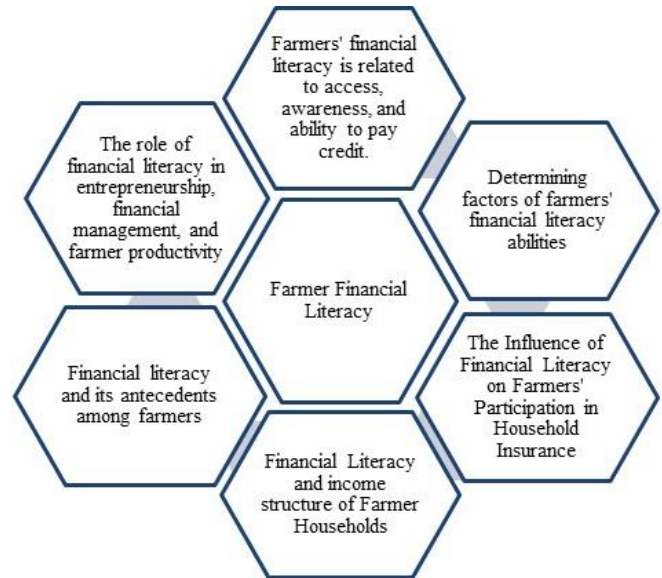 Farmers' financial
literacy is related
to access,
awareness, and
ability to pay
credit.
The role of
financial literacy in
entrepreneurship,
financial
management, and
farmer productivity
Determining
factors of farmers'
financial literacy
abilities
Farmer Financial
Literacy
The Influence of
Financial Literacy
on Farmers'
Participation in
Household
Insurance
Financial literacy
and its antecedents
among farmers
Financial Literacy
and income
structure of Farmer
Households